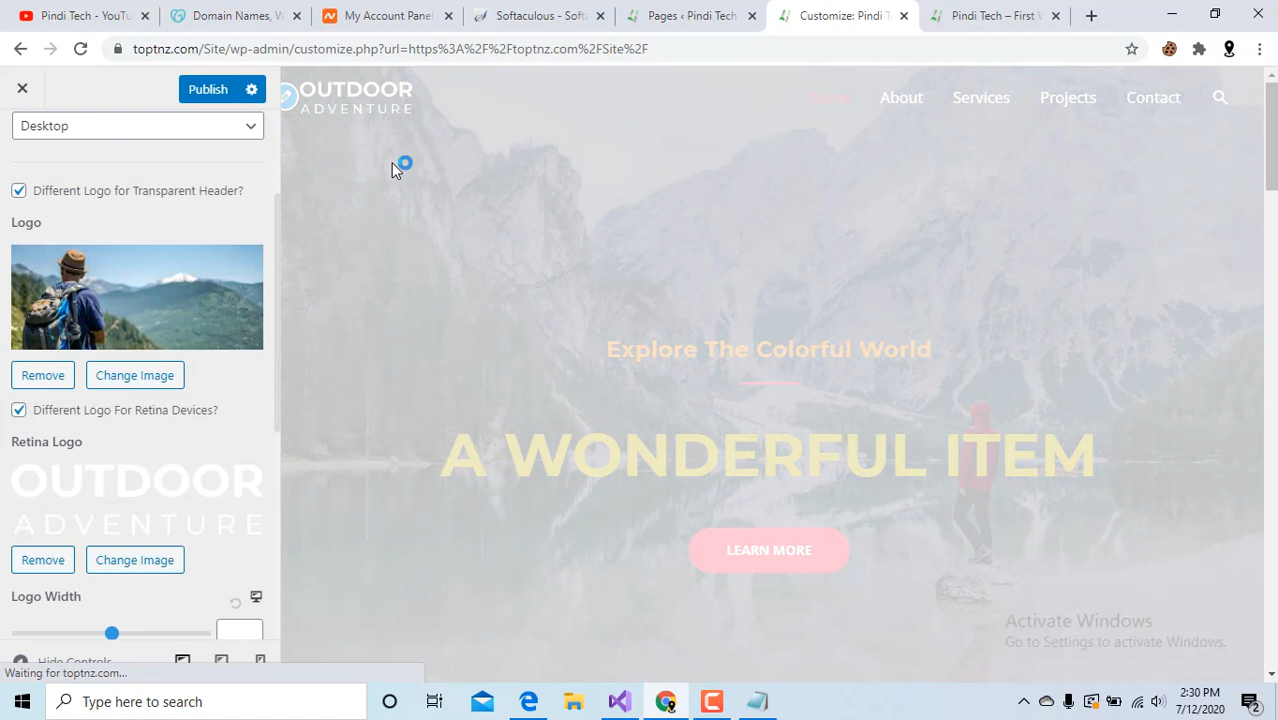 Pindi Tech - YouTu
Domain Names, W
My Account Panel
Softaculous - Softa
Pages ‹ Pindi Tech
Customize: Pindi T
Pindi Tech – First V
toptnz.com/Site/wp-admin/customize.php?url=https%3A%2F%2Ftoptnz.com%2FSite%2F
Publish
OUTDOOR
ADVENTURE
Home
About
Services
Projects
Contact
Desktop
Different Logo for Transparent Header?
Logo
Remove
Change Image
Different Logo For Retina Devices?
Retina Logo
OUTDOOR
ADVENTURE
Remove
Change Image
Logo Width
Hide Controls
Explore The Colorful World
A WONDERFUL ITEM
LEARN MORE
Activate Windows
Go to Settings to activate Windows.
Waiting for toptnz.com...
Type here to search
2:30 PM
7/12/2020
2